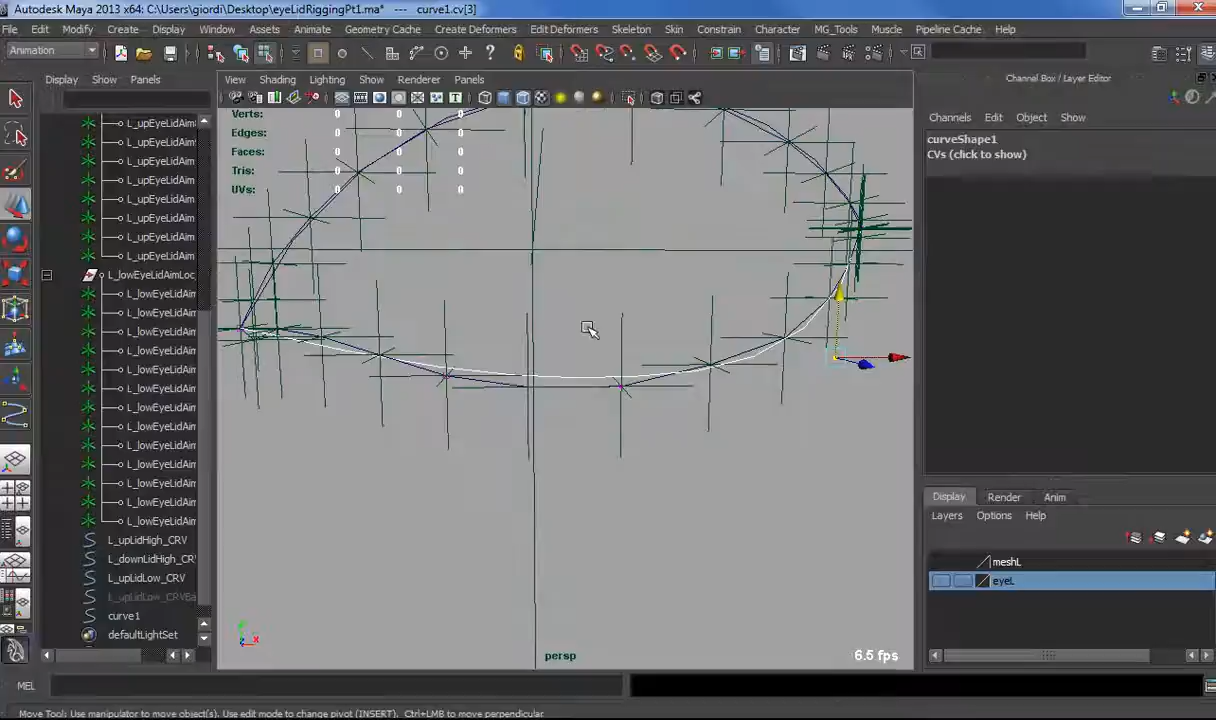 Autodesk Maya 2013 x64: C:\Users\giordi\Desktop\eyeLidRiggingPt1.ma* --- curve1.cv[3]
File Edit Modify Create Display Window Assets Animate Geometry Cache Create Deformers Edit Deformers Skeleton Skin Constrain Character MG_Tools Muscle Pipeline Cache Help
Animation
Display Show Panels
View Shading Lighting Show Renderer Panels
Channel Box / Layer Editor
Channels Edit Object Show
curveShape1
CVs (click to show)
Verts: 0 0 0
Edges: 0 0 0
Faces: 0 0 0
Tris: 0 0 0
UVs: 0 0 0
L_upEyeLidAim
L_upEyeLidAim
L_upEyeLidAim
L_upEyeLidAim
L_upEyeLidAim
L_upEyeLidAim
L_upEyeLidAim
L_upEyeLidAim
L_lowEyeLidAimLoc_
L_lowEyeLidAim
L_lowEyeLidAim
L_lowEyeLidAim
L_lowEyeLidAim
L_lowEyeLidAim
L_lowEyeLidAim
L_lowEyeLidAim
L_lowEyeLidAim
L_lowEyeLidAim
L_lowEyeLidAim
L_lowEyeLidAim
L_lowEyeLidAim
L_lowEyeLidAim
L_upLidHigh_CRV
L_downLidHigh_CR
L_upLidLow_CRV
L_upLidLow_CRVBa
curve1
defaultLightSet
persp
6.5 fps
Display Render Anim
Layers Options Help
meshL
eyeL
MEL
Move Tool: Use manipulator to move object(s). Use edit mode to change pivot (INSERT). Ctrl+LMB to move perpendicular.